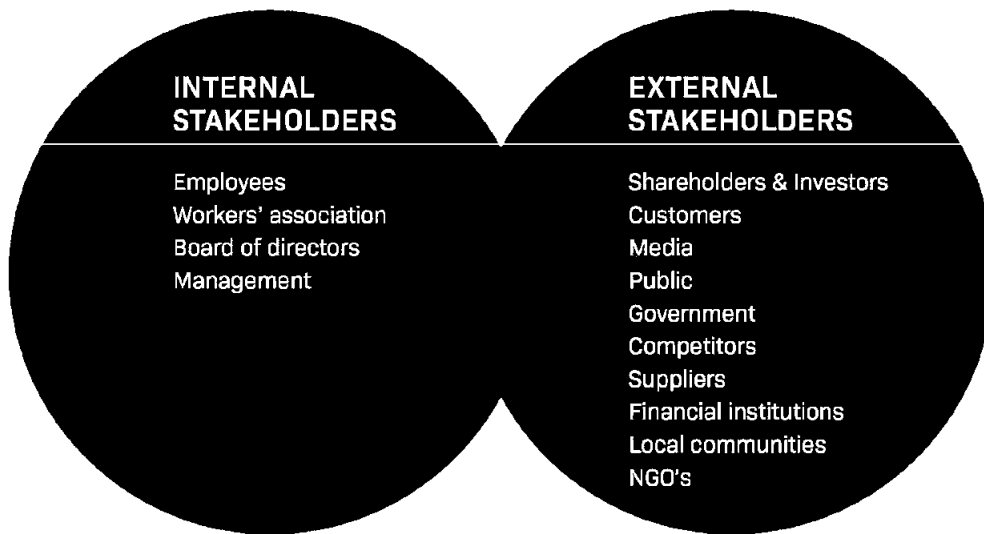 INTERNAL
STAKEHOLDERS
Employees
Workers' association
Board of directors
Management
EXTERNAL
STAKEHOLDERS
Shareholders & Investors
Customers
Media
Public
Government
Competitors
Suppliers
Financial institutions
Local communities
NGO's